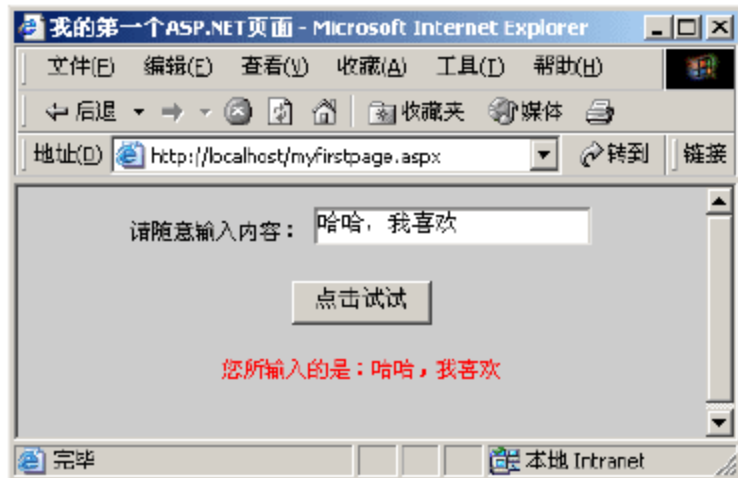 我的第一个ASP.NET页面 - Microsoft Internet Explorer
文件(F) 编辑(E) 查看(V) 收藏(A) 工具(T) 帮助(H)
后退 收藏夹 媒体
地址(D) http://localhost/myfirstpage.aspx 转到 链接
请随意输入内容： 哈哈，我喜欢
点击试试
您所输入的是：哈哈，我喜欢
完毕 本地 Intranet